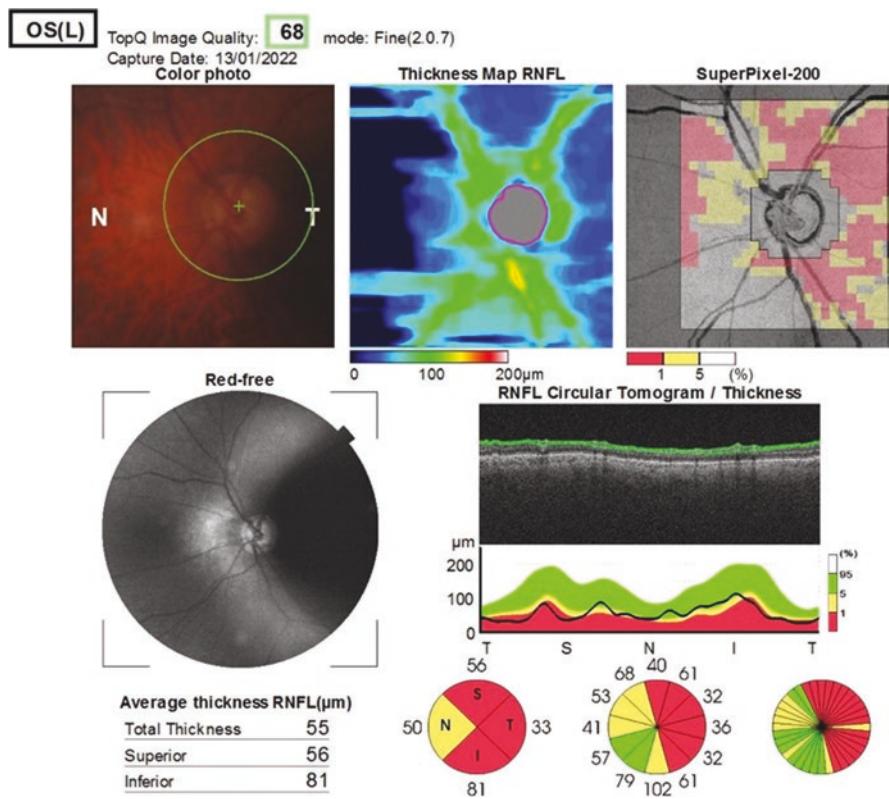 OS(L) TopQ Image Quality: 68 mode: Fine(2.0.7)
Capture Date: 13/01/2022
Color photo
N
T
Thickness Map RNFL
0 100 200µm
SuperPixel-200
1 5 (%)
Red-free
RNFL Circular Tomogram / Thickness
µm
200
100
0
T S N I T
(%)
95
5
1
Average thickness RNFL(µm)
Total Thickness 55
Superior 56
Inferior 81
56
50
33
81
S
N T
I
40
61
32
36
32
61
102
79
57
41
53
68